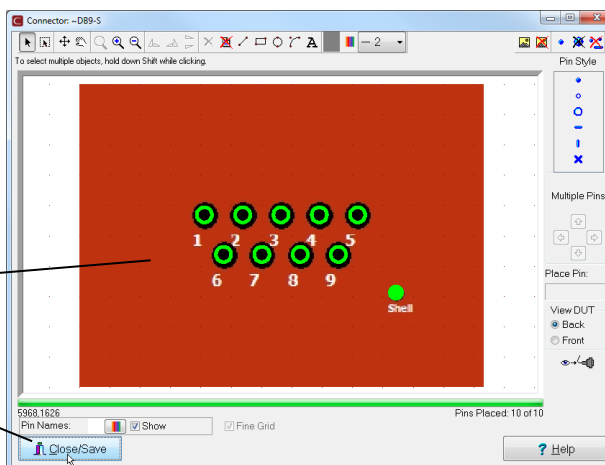 Connector: ~DB9-S
A
2
To select multiple objects, hold down Shift while clicking.
Pin Style
1 2 3 4 5
6 7 8 9
Shell
Multiple Pins
Place Pin:
View DUT
Back
Front
5968,1626
Pins Placed: 10 of 10
Pin Names:
Show
Fine Grid
Close/Save
? Help